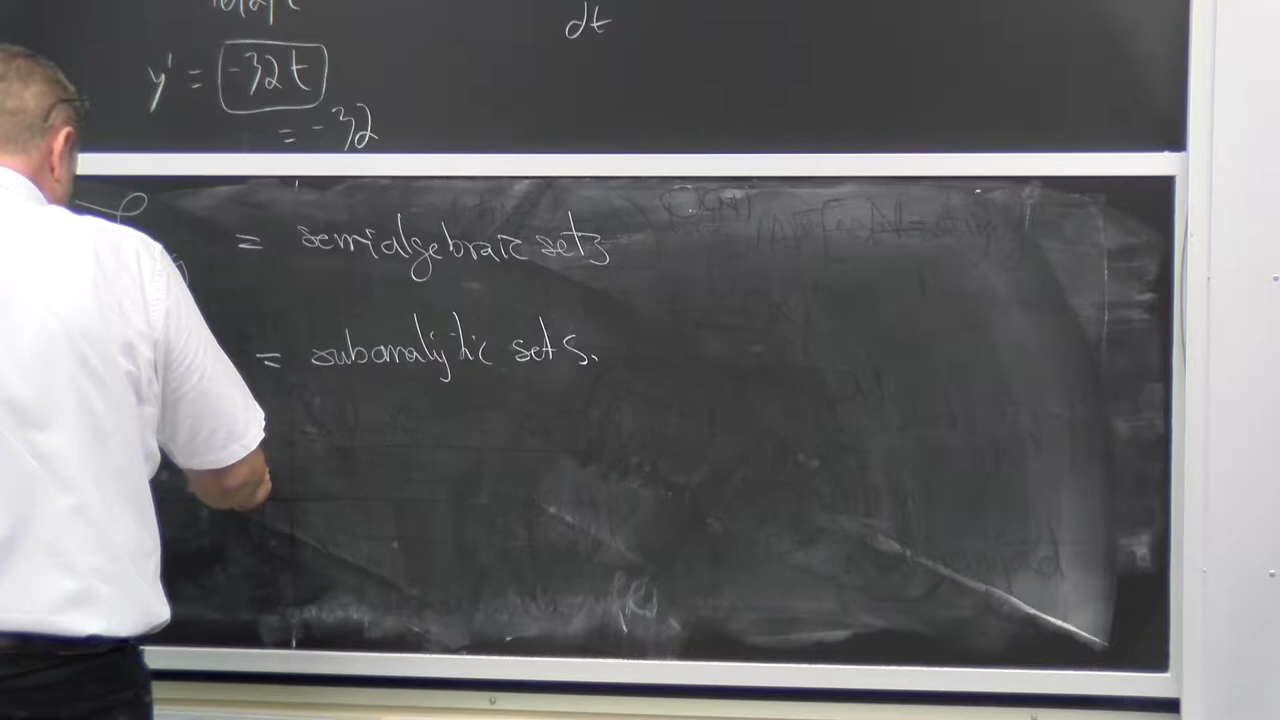 dt
y' = -32t
= -32
= semialgebraic sets
= subanalytic sets.